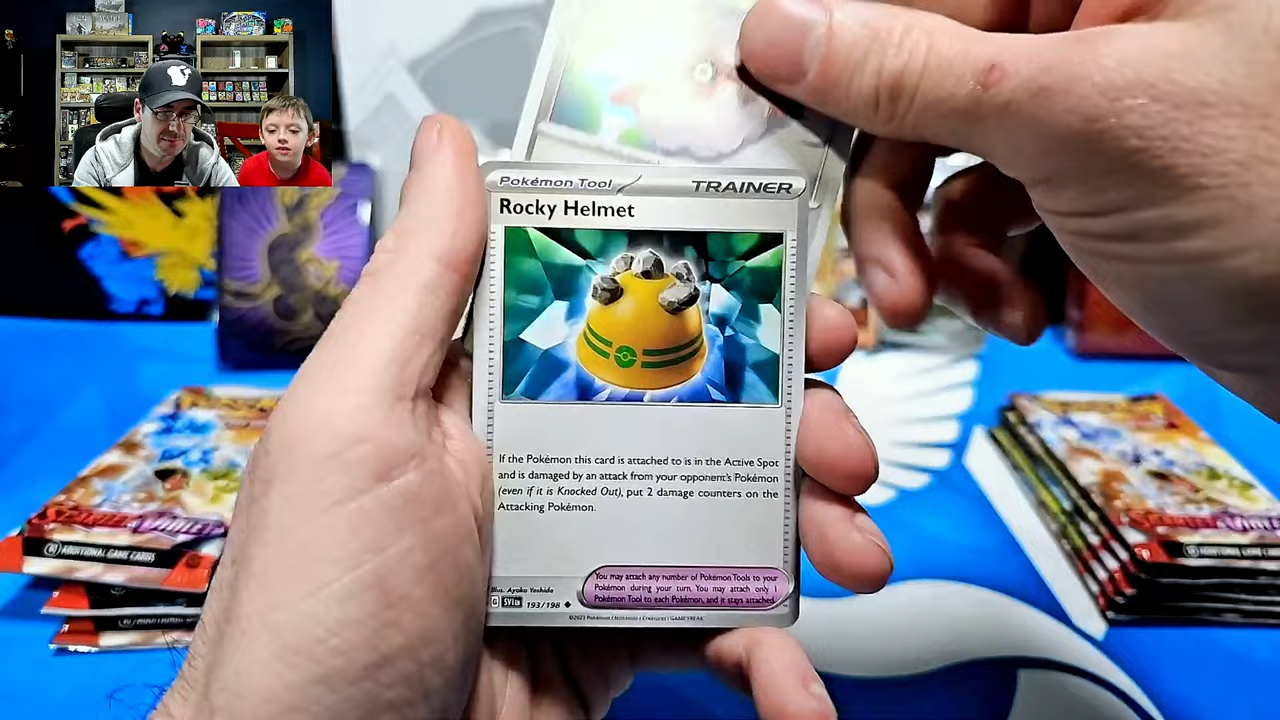 Pokémon Tool
TRAINER
Rocky Helmet
If the Pokémon this card is attached to is in the Active Spot
and is damaged by an attack from your opponent's Pokémon
(even if it is Knocked Out), put 2 damage counters on the
Attacking Pokémon.
You may attach any number of Pokémon Tools to your
Pokémon during your turn. You may attach only 1
Pokémon Tool to each Pokémon, and it stays attached.
Illus. Ayaka Yoshida
G SVI EN 193/198
©2023 Pokémon/Nintendo/Creatures/GAMEFREAK
10 ADDITIONAL GAME CARDS